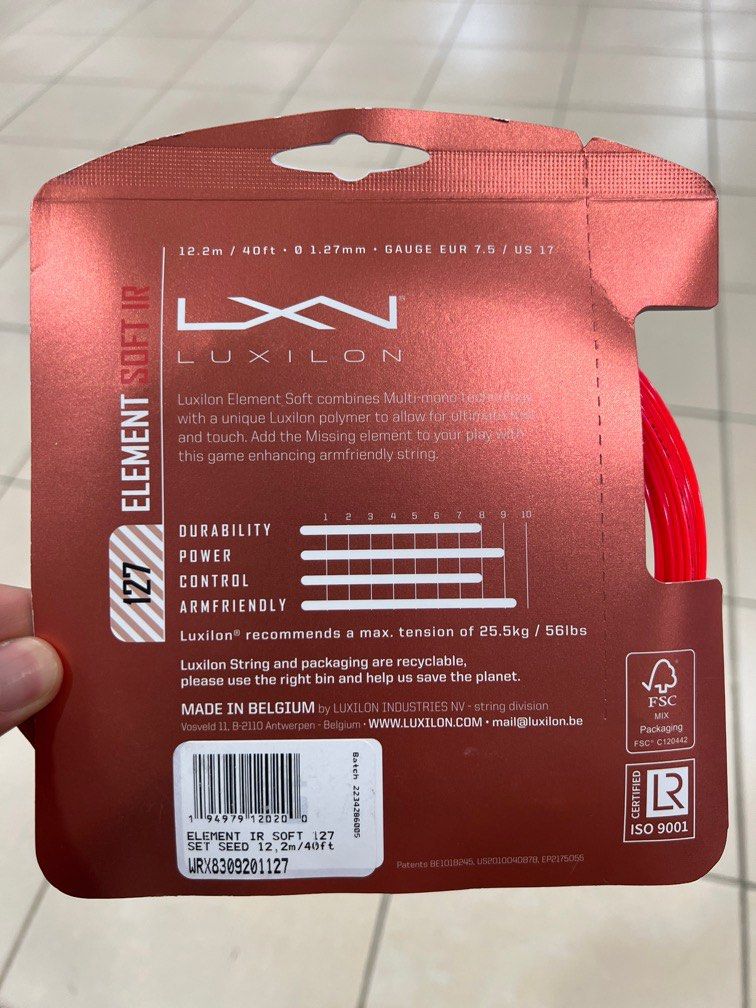 12.2m / 40ft • Ø 1.27mm • GAUGE EUR 7.5 / US 17
LXN
LUXILON
ELEMENT SOFT IR
127
Luxilon Element Soft combines Multi-mono technology
with a unique Luxilon polymer to allow for ultimate feel
and touch. Add the Missing element to your play with
this game enhancing armfriendly string.
1 2 3 4 5 6 7 8 9 10
DURABILITY
POWER
CONTROL
ARMFRIENDLY
Luxilon® recommends a max. tension of 25.5kg / 56lbs
Luxilon String and packaging are recyclable,
please use the right bin and help us save the planet.
MADE IN BELGIUM by LUXILON INDUSTRIES NV - string division
Vosveld 11, B-2110 Antwerpen - Belgium • WWW.LUXILON.COM • mail@luxilon.be
FSC
MIX
Packaging
FSC® C120442
CERTIFIED
LR
ISO 9001
1 94979 12020 0
Batch 2234286005
ELEMENT IR SOFT 127
SET SEED 12,2m/40ft
WRX8309201127
Patents BE1018245, US2010040878, EP2175055